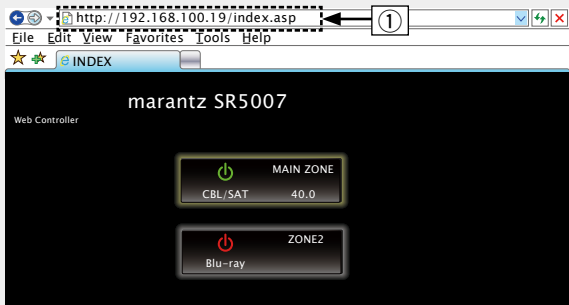 http://192.168.100.19/index.asp
①
File Edit View Favorites Tools Help
INDEX
marantz SR5007
Web Controller
MAIN ZONE
CBL/SAT 40.0
ZONE2
Blu-ray